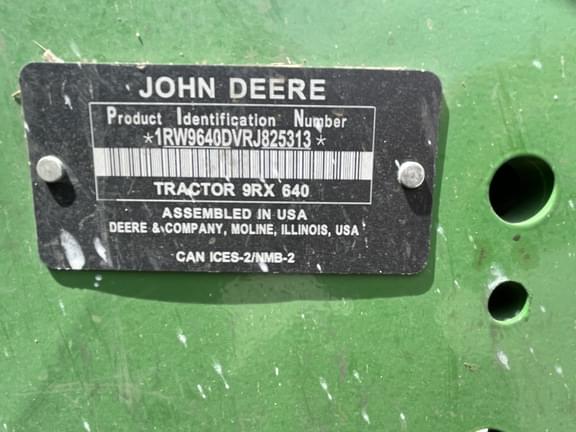 JOHN DEERE
Product Identification Number
*1RW9640DVRJ825313*
TRACTOR 9RX 640
ASSEMBLED IN USA
DEERE & COMPANY, MOLINE, ILLINOIS, USA
CAN ICES-2/NMB-2